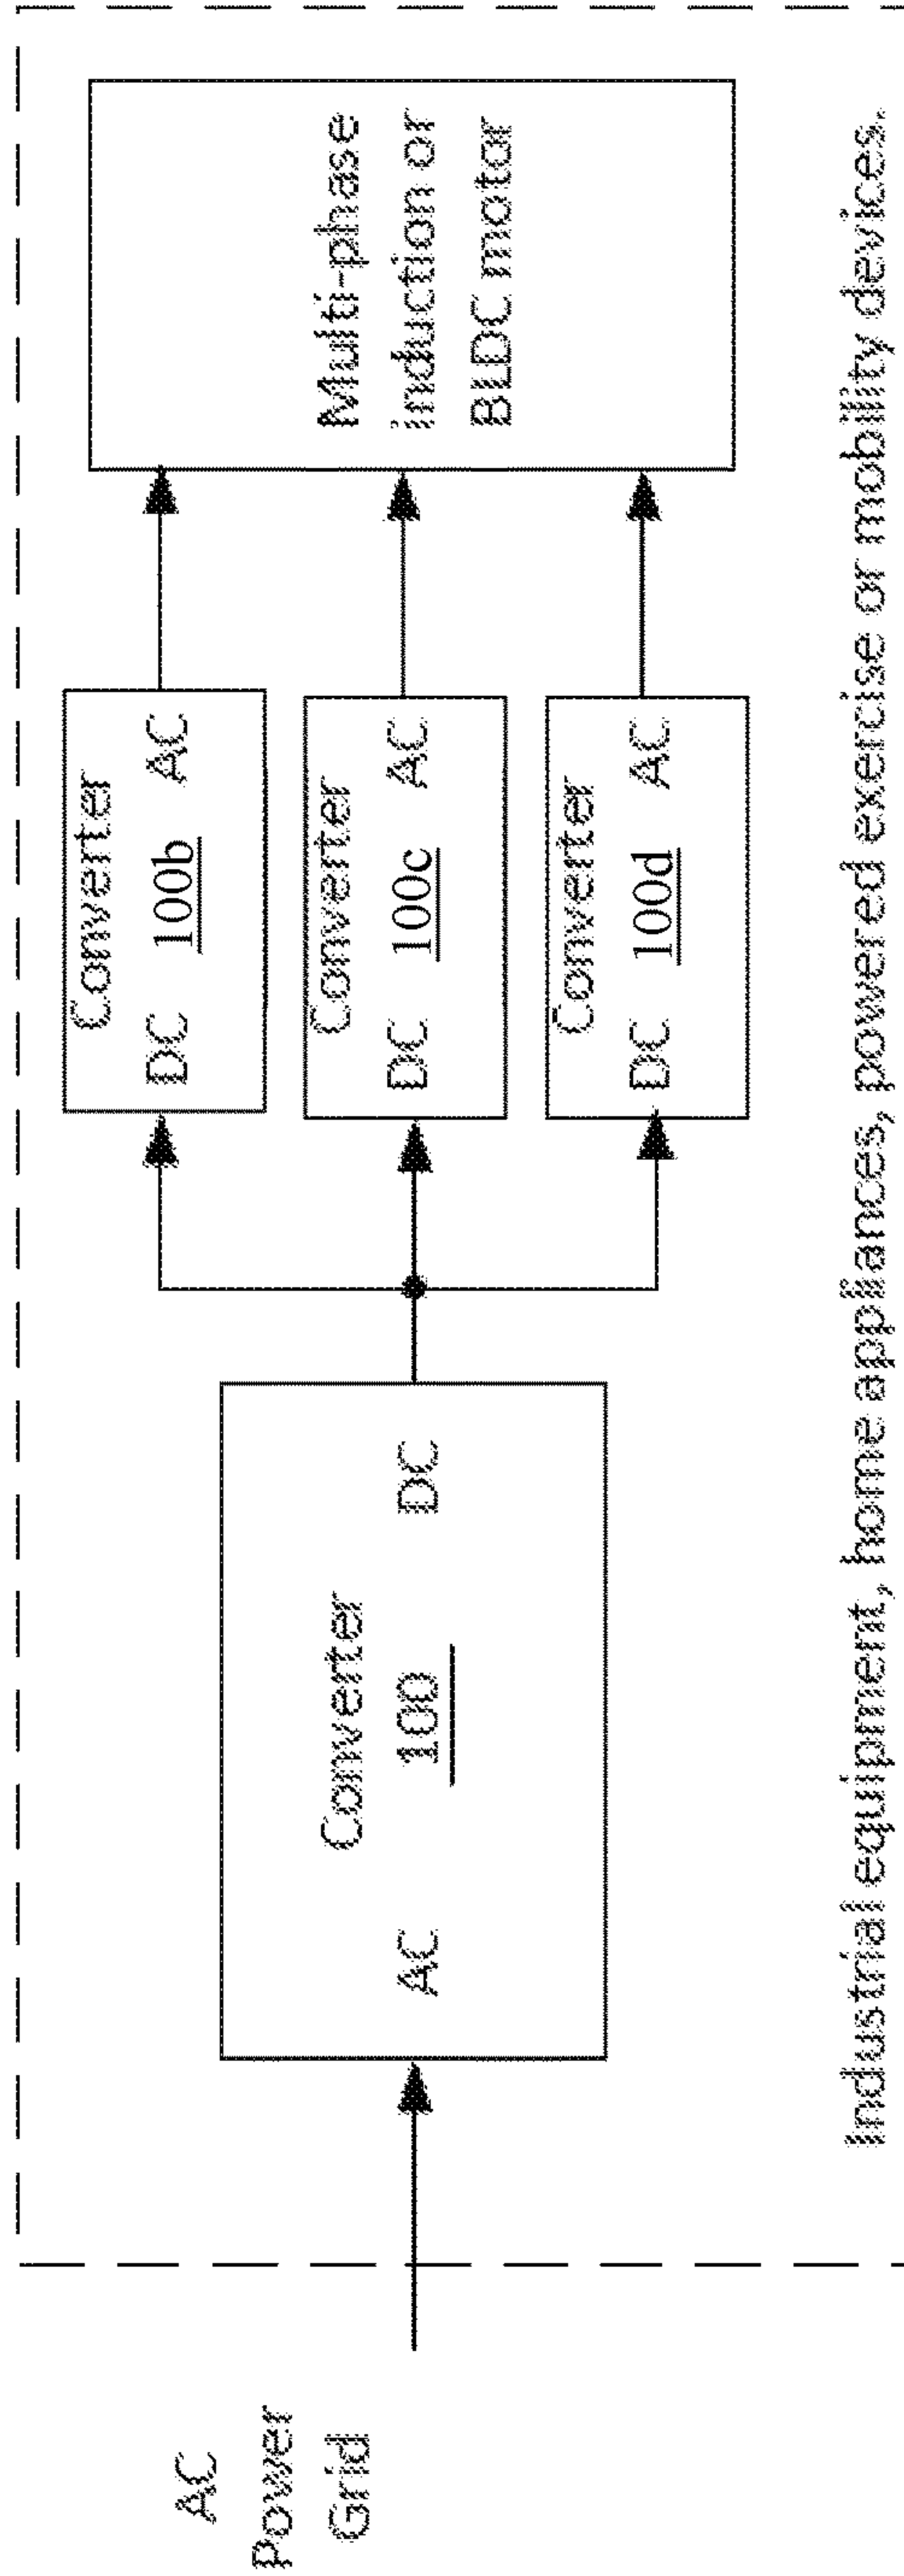 AC
Power
Grid
Converter
AC
100
DC
Converter
DC
100b
AC
Converter
DC
100c
AC
Converter
DC
100d
AC
Multi-phase
induction or
BLDC motor
Industrial equipment, home appliances, powered exercise or mobility devices.